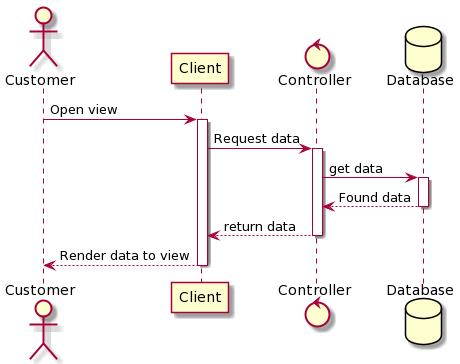 Customer
Client
Controller
Database
Open view
Request data
get data
Found data
return data
Render data to view
Customer
Client
Controller
Database